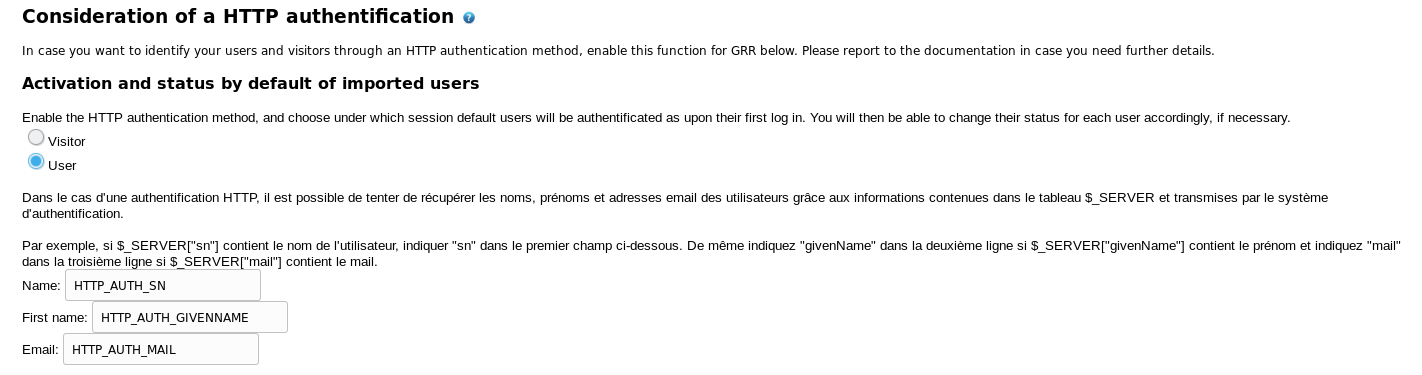 Consideration of a HTTP authentification ?
In case you want to identify your users and visitors through an HTTP authentication method, enable this function for GRR below. Please report to the documentation in case you need further details.
Activation and status by default of imported users
Enable the HTTP authentication method, and choose under which session default users will be authentificated as upon their first log in. You will then be able to change their status for each user accordingly, if necessary.
Visitor
User
Dans le cas d'une authentification HTTP, il est possible de tenter de récupérer les noms, prénoms et adresses email des utilisateurs grâce aux informations contenues dans le tableau $_SERVER et transmises par le système
d'authentification.
Par exemple, si $_SERVER["sn"] contient le nom de l'utilisateur, indiquer "sn" dans le premier champ ci-dessous. De même indiquez "givenName" dans la deuxième ligne si $_SERVER["givenName"] contient le prénom et indiquez "mail"
dans la troisième ligne si $_SERVER["mail"] contient le mail.
Name: HTTP_AUTH_SN
First name: HTTP_AUTH_GIVENNAME
Email: HTTP_AUTH_MAIL